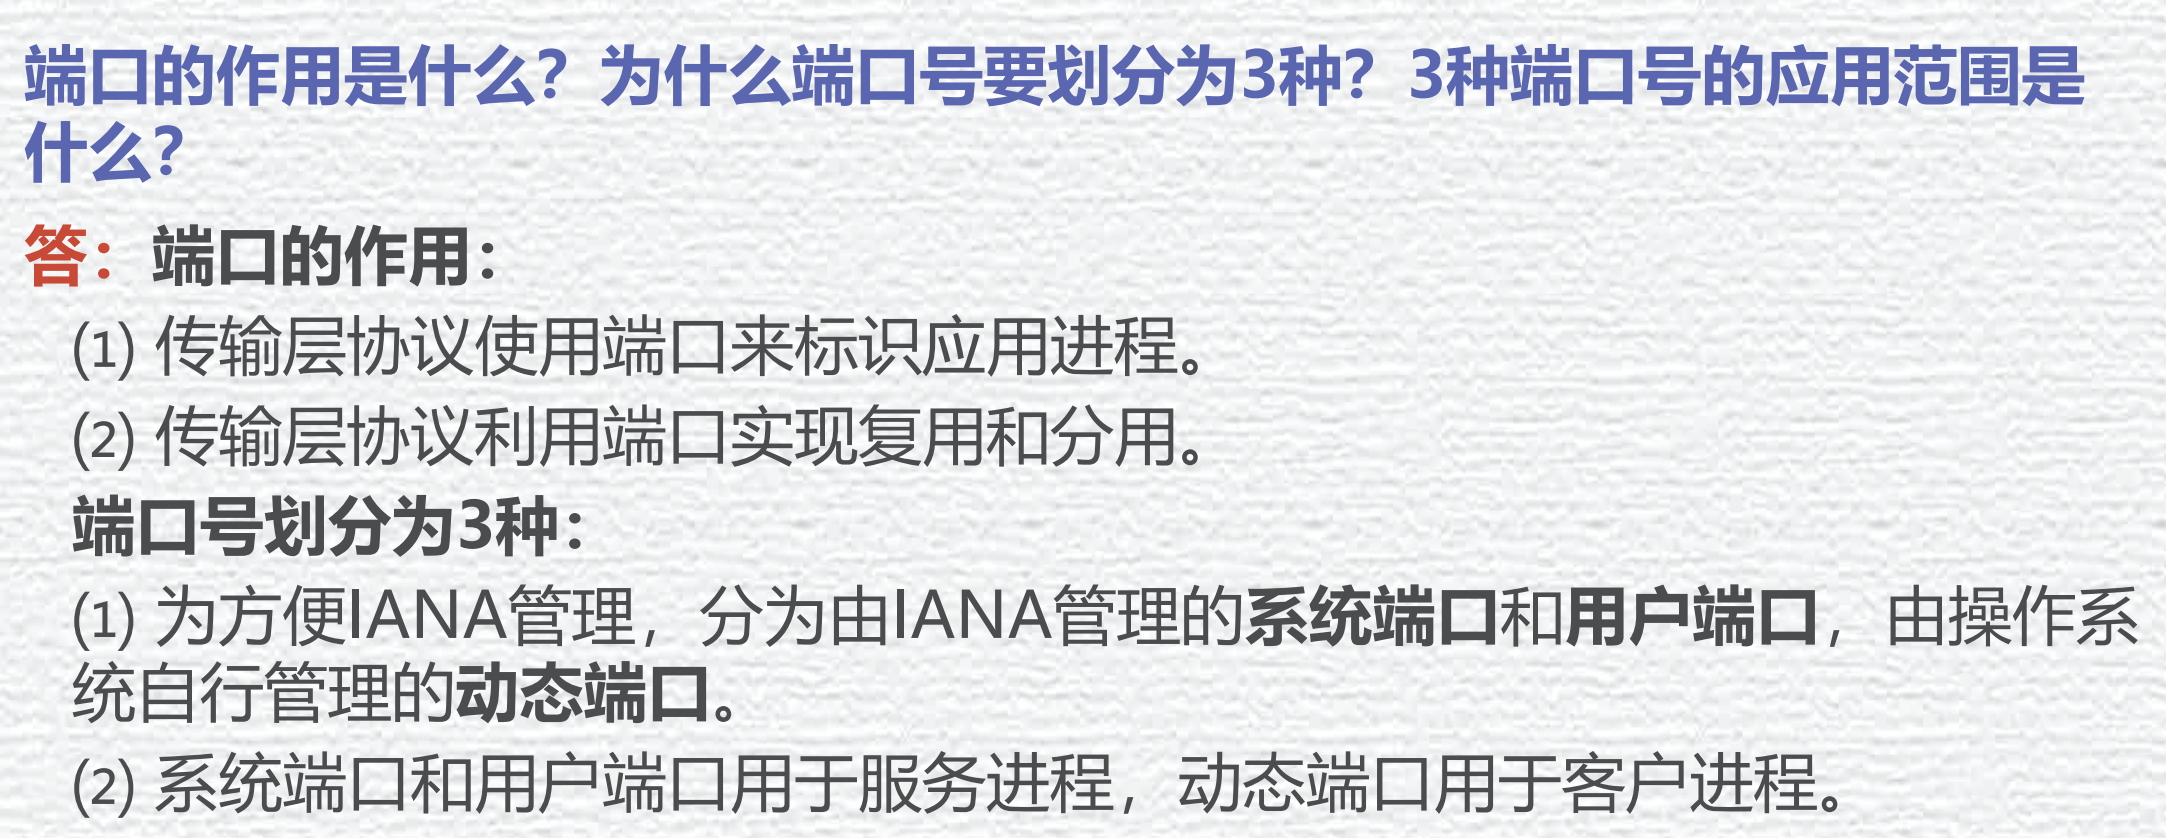 端口的作用是什么？为什么端口号要划分为3种？3种端口号的应用范围是
什么？
答：端口的作用：
(1) 传输层协议使用端口来标识应用进程。
(2) 传输层协议利用端口实现复用和分用。
端口号划分为3种：
(1) 为方便IANA管理，分为由IANA管理的系统端口和用户端口，由操作系
统自行管理的动态端口。
(2) 系统端口和用户端口用于服务进程，动态端口用于客户进程。